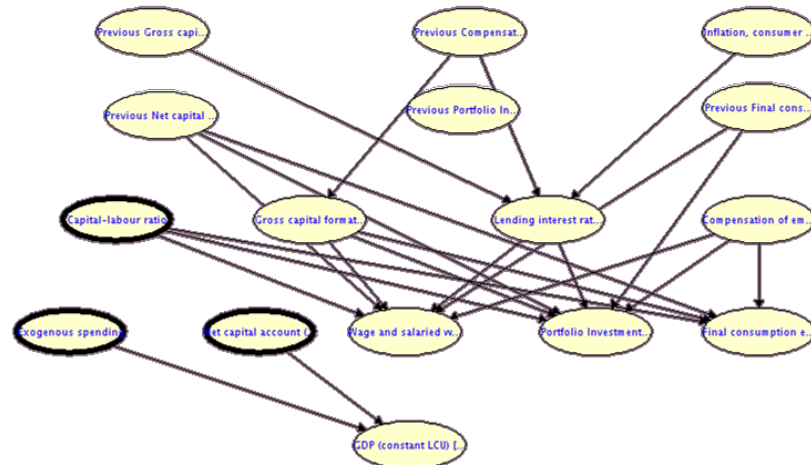 Previous Gross capi...
Previous Compensat...
Inflation, consumer ...
Previous Net capital ...
Previous Portfolio In...
Previous Final cons...
Capital-labour ratio
Gross capital format...
Lending interest rat...
Compensation of em...
Exogenous spending
Net capital account (...
Wage and salaried w...
Portfolio Investment...
Final consumption e...
GDP (constant LCU) [...